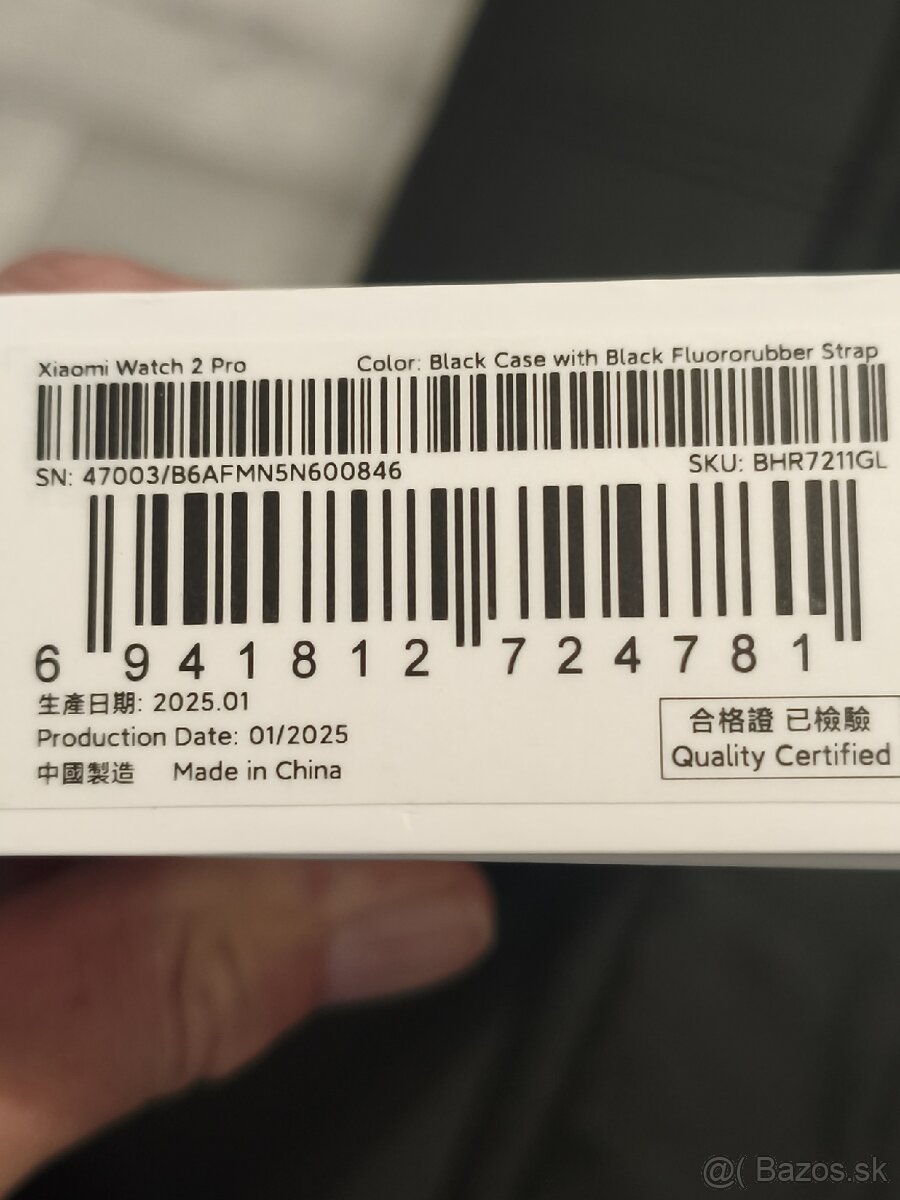 Xiaomi Watch 2 Pro Color: Black Case with Black Fluororubber Strap
SN: 47003/B6AFMN5N600846 SKU: BHR7211GL
6 941812 724781
生產日期: 2025.01
Production Date: 01/2025
中國製造 Made in China
合格證 已檢驗
Quality Certified
@( Bazos.sk